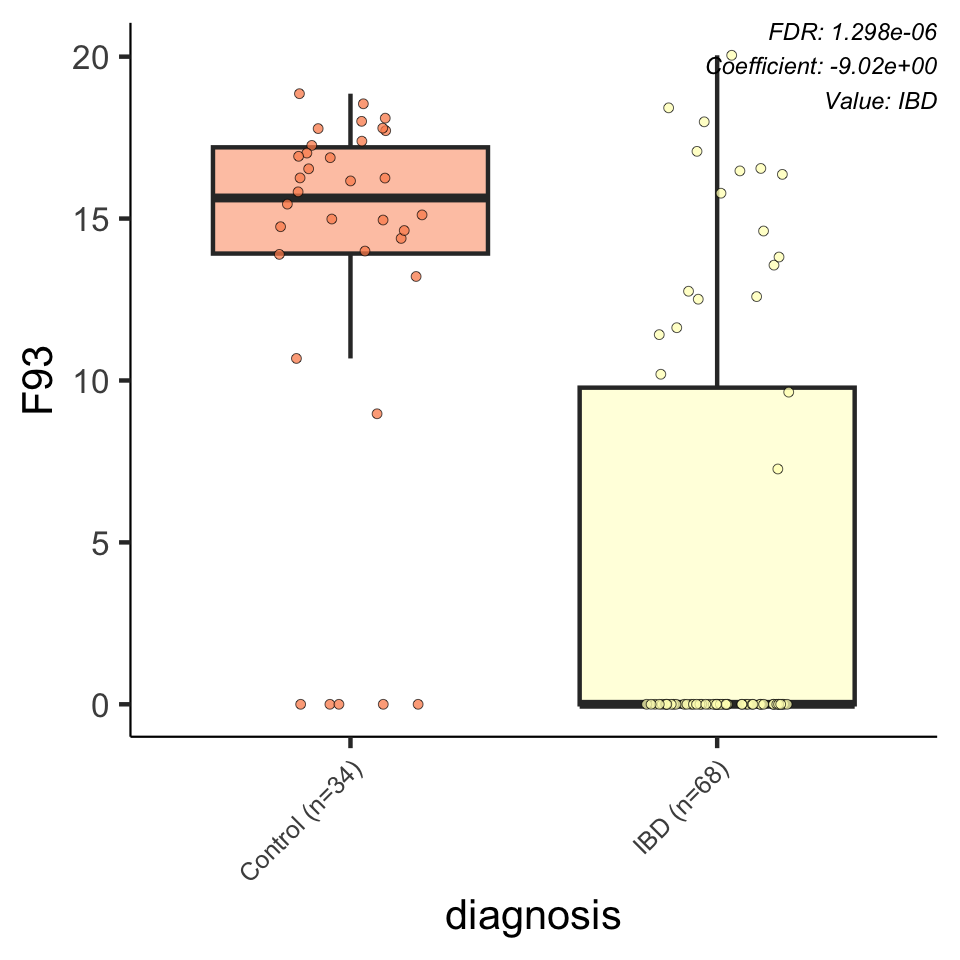 FDR: 1.298e-06
Coefficient: -9.02e+00
Value: IBD
20
15
10
5
0
F93
Control (n=34)
IBD (n=68)
diagnosis